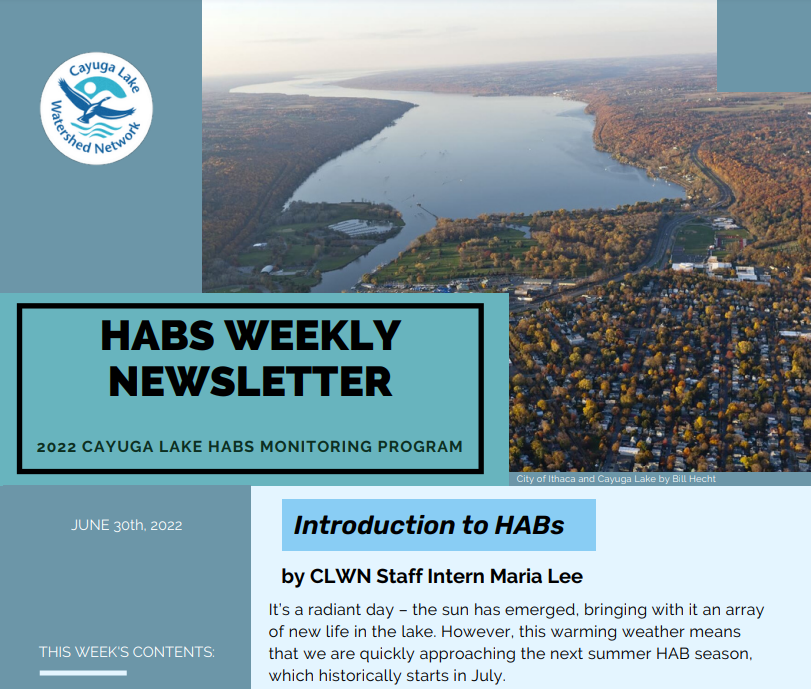 Cayuga Lake
Watershed Network
HABS WEEKLY
NEWSLETTER
2022 CAYUGA LAKE HABS MONITORING PROGRAM
City of Ithaca and Cayuga Lake by Bill Hecht
JUNE 30th, 2022
THIS WEEK'S CONTENTS:
Introduction to HABs
by CLWN Staff Intern Maria Lee
It's a radiant day – the sun has emerged, bringing with it an array
of new life in the lake. However, this warming weather means
that we are quickly approaching the next summer HAB season,
which historically starts in July.